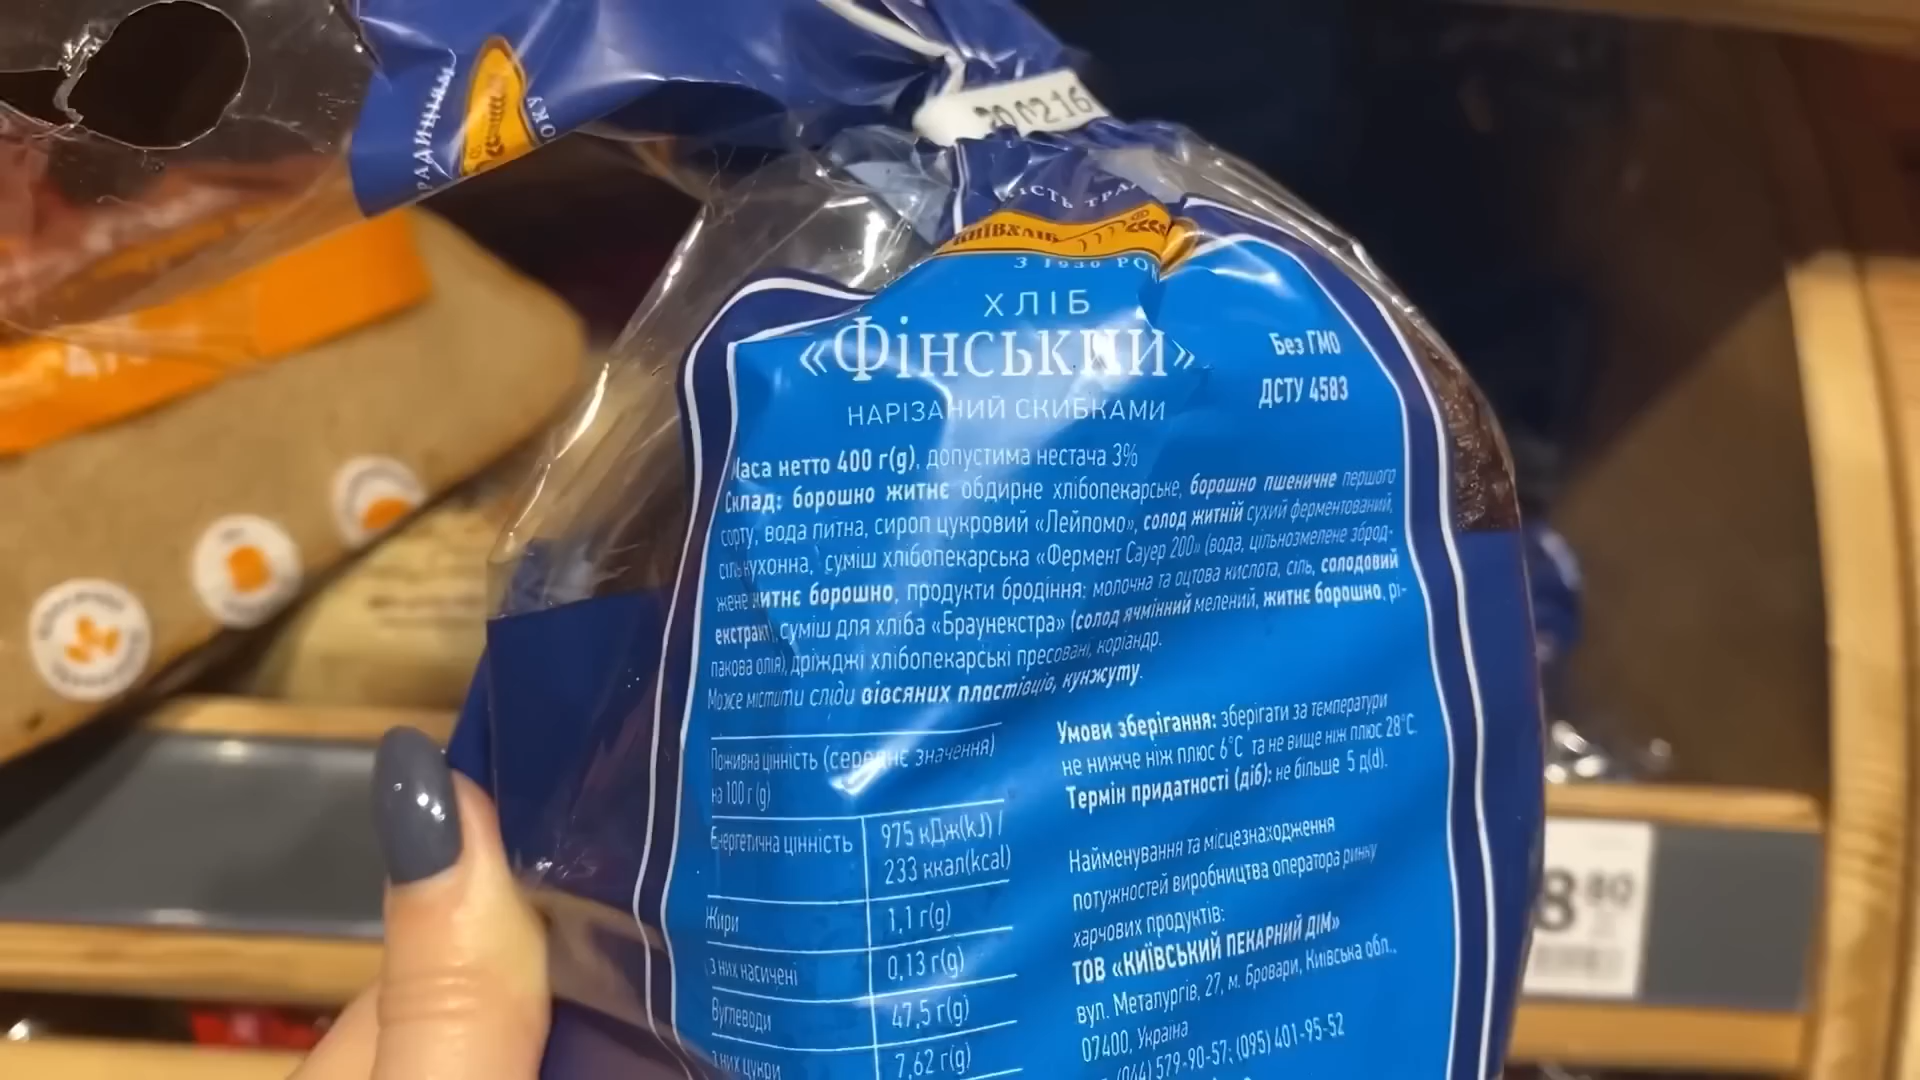 200216
КИЇВХЛІБ
З 1930 РОК
ХЛІБ
«Фінський»
НАРІЗАНИЙ СКИБКАМИ
Без ГМО
ДСТУ 4583
Маса нетто 400 г(g), допустима нестача 3%
Склад: борошно житнє обдирне хлібопекарське, борошно пшеничне першого
сорту, вода питна, сироп цукровий «Лейпомо», солод житній сухий ферментований,
сіль кухонна, суміш хлібопекарська «Фермент Сауер 200» (вода, цільнозмелене зброд-
жене житнє борошно, продукти бродіння: молочна та оцтова кислота, сіль, солодовий
екстракт), суміш для хліба «Браунекстра» (солод ячмінний мелений, житнє борошно, рі-
пакова олія), дріжджі хлібопекарські пресовані, коріандр.
Може містити сліди вівсяних пластівців, кунжуту.
Поживна цінність (середнє значення)
на 100 г (g)
Енергетична цінність 975 кДж(kJ) /
233 ккал(kcal)
Жири 1,1 г(g)
з них насичені 0,13 г(g)
Вуглеводи 47,5 г(g)
з них цукри 7,62 г(g)
Умови зберігання: зберігати за температури
не нижче ніж плюс 6°С та не вище ніж плюс 28°С.
Термін придатності (діб): не більше 5 д(d).
Найменування та місцезнаходження
потужностей виробництва оператора ринку
харчових продуктів:
ТОВ «КИЇВСЬКИЙ ПЕКАРНИЙ ДІМ»
вул. Металургів, 27, м. Бровари, Київська обл.,
07400, Україна
(044) 579-90-57; (095) 401-95-52
8 80